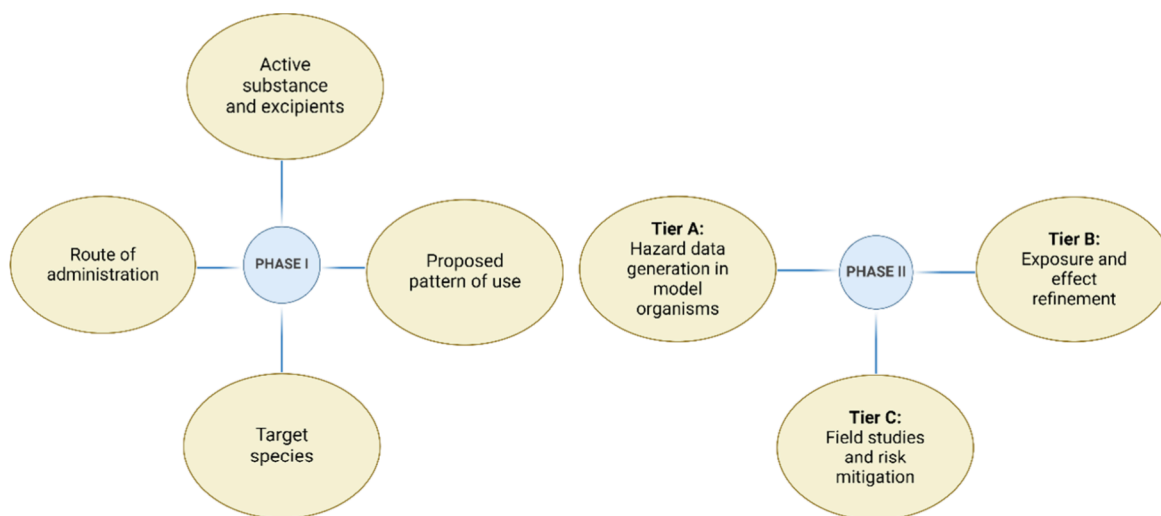 Active
substance
and excipients
Route of
administration
PHASE I
Proposed
pattern of use
Target
species
Tier A:
Hazard data
generation in
model
organisms
PHASE II
Tier B:
Exposure and
effect
refinement
Tier C:
Field studies
and risk
mitigation